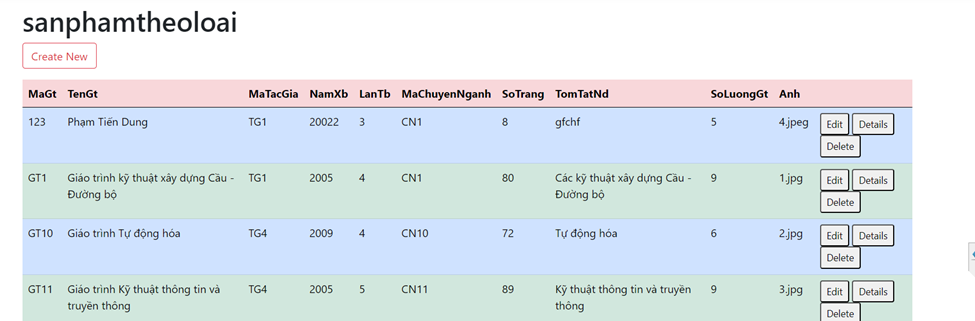 sanphamtheoloai
Create New
MaGt TenGt MaTacGia NamXb LanTb MaChuyenNganh SoTrang TomTatNd SoLuongGt Anh
123 Phạm Tiến Dung TG1 20022 3 CN1 8 gfchf 5 4.jpeg Edit Details
Delete
GT1 Giáo trình kỹ thuật xây dựng Cầu - TG1 2005 4 CN1 80 Các kỹ thuật xây dựng Cầu - 9 1.jpg Edit Details
Đường bộ Đường bộ Delete
GT10 Giáo trình Tự động hóa TG4 2009 4 CN10 72 Tự động hóa 6 2.jpg Edit Details
Delete
GT11 Giáo trình Kỹ thuật thông tin và TG4 2005 5 CN11 89 Kỹ thuật thông tin và truyền 9 3.jpg Edit Details
truyền thông thông Delete